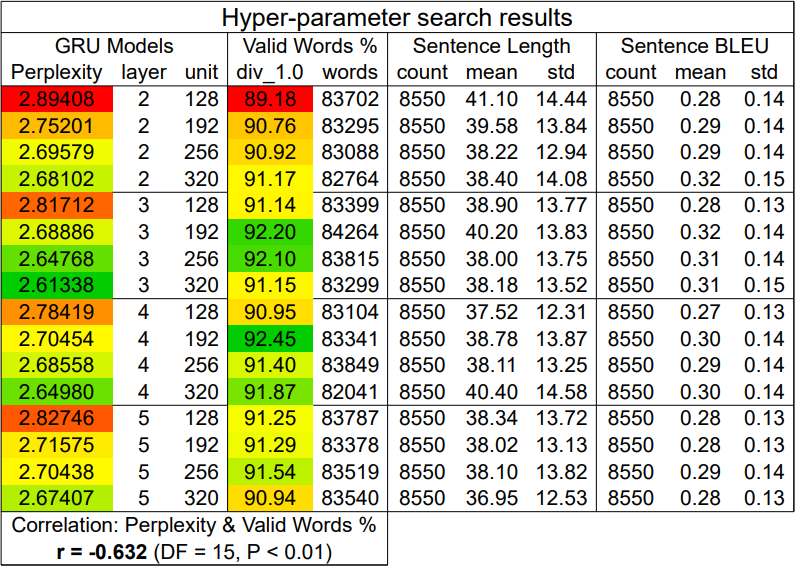 Hyper-parameter search results
GRU Models Valid Words % Sentence Length Sentence BLEU
Perplexity layer unit div_1.0 words count mean std count mean std
2.89408 2 128 89.18 83702 8550 41.10 14.44 8550 0.28 0.14
2.75201 2 192 90.76 83295 8550 39.58 13.84 8550 0.29 0.14
2.69579 2 256 90.92 83088 8550 38.22 12.94 8550 0.29 0.14
2.68102 2 320 91.17 82764 8550 38.40 14.08 8550 0.32 0.15
2.81712 3 128 91.14 83399 8550 38.90 13.77 8550 0.28 0.13
2.68886 3 192 92.20 84264 8550 40.20 13.83 8550 0.32 0.14
2.64768 3 256 92.10 83815 8550 38.00 13.75 8550 0.31 0.14
2.61338 3 320 91.15 83299 8550 38.18 13.52 8550 0.31 0.15
2.78419 4 128 90.95 83104 8550 37.52 12.31 8550 0.27 0.13
2.70454 4 192 92.45 83341 8550 38.78 13.87 8550 0.30 0.14
2.68558 4 256 91.40 83849 8550 38.11 13.25 8550 0.29 0.14
2.64980 4 320 91.87 82041 8550 40.40 14.58 8550 0.30 0.14
2.82746 5 128 91.25 83787 8550 38.34 13.72 8550 0.28 0.13
2.71575 5 192 91.29 83378 8550 38.02 13.13 8550 0.28 0.13
2.70438 5 256 91.54 83519 8550 38.10 13.82 8550 0.29 0.14
2.67407 5 320 90.94 83540 8550 36.95 12.53 8550 0.28 0.13
Correlation: Perplexity & Valid Words %
r = -0.632 (DF = 15, P < 0.01)